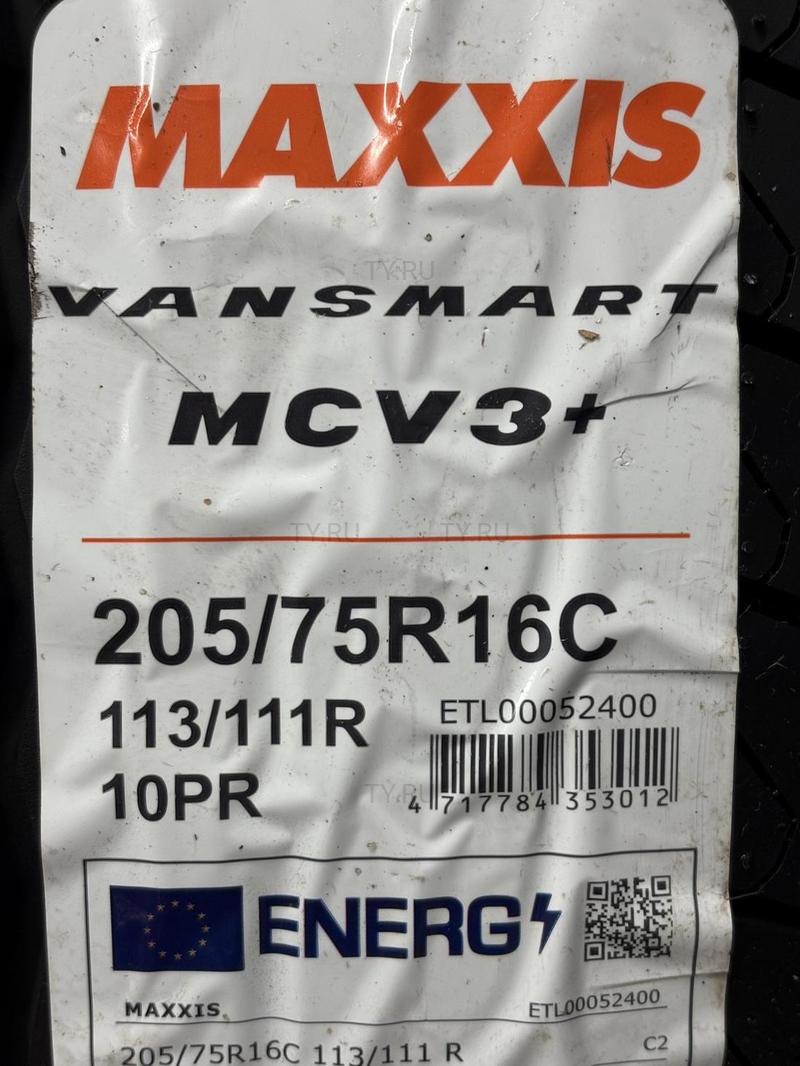 MAXXIS
TY.RU
VANSMART
MCV3+
TY.RU TY.RU
205/75R16C
113/111R
ETL00052400
10PR
TY.RU
4 717784 353012
ENERG
MAXXIS
ETL00052400
205/75R16C 113/111 R
C2